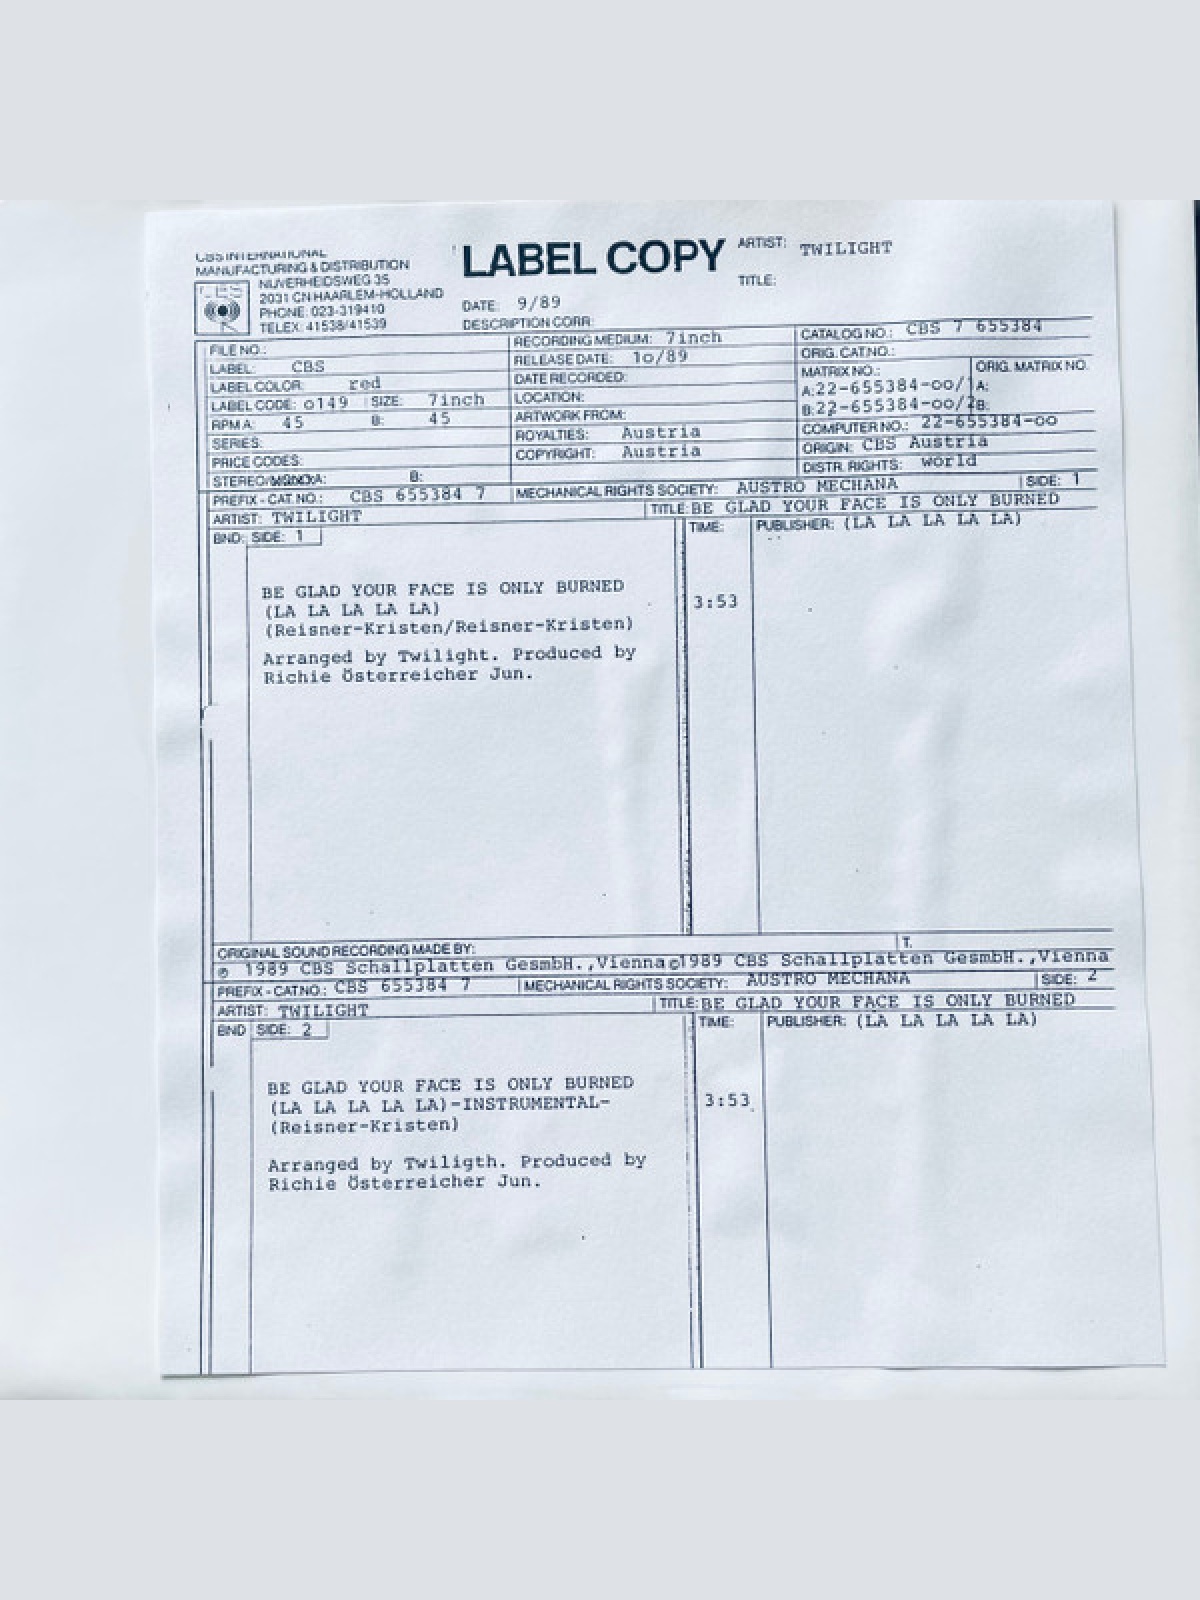 CBS INTERNATIONAL
MANUFACTURING & DISTRIBUTION
NIJVERHEIDSWEG 35
2031 CN HAARLEM-HOLLAND
PHONE: 023-319410
TELEX: 41538/41539
CBS
LABEL COPY
DATE: 9/89
DESCRIPTION CORR:
ARTIST: TWILIGHT
TITLE:
FILE NO.:
LABEL: CBS
LABEL COLOR: red
LABEL CODE: o149 SIZE: 7inch
RPM A: 45 B: 45
SERIES:
PRICE CODES:
STEREO/ A: B:
RECORDING MEDIUM: 7inch
RELEASE DATE: 1o/89
DATE RECORDED:
LOCATION:
ARTWORK FROM:
ROYALTIES: Austria
COPYRIGHT: Austria
CATALOG NO.: CBS 7 655384
ORIG. CAT.NO.:
MATRIX NO.: ORIG. MATRIX NO.
A:22-655384-oo/1A:
B:22-655384-oo/2B:
COMPUTER NO.: 22-655384-oo
ORIGIN: CBS Austria
DISTR. RIGHTS: world
PREFIX - CAT. NO.: CBS 655384 7 MECHANICAL RIGHTS SOCIETY: AUSTRO MECHANA SIDE: 1
ARTIST: TWILIGHT TITLE: BE GLAD YOUR FACE IS ONLY BURNED
BND: SIDE: 1 TIME: PUBLISHER: (LA LA LA LA LA)
BE GLAD YOUR FACE IS ONLY BURNED
(LA LA LA LA LA) 3:53
(Reisner-Kristen/Reisner-Kristen)
Arranged by Twilight. Produced by
Richie Österreicher Jun.
ORIGINAL SOUND RECORDING MADE BY: T.
℗ 1989 CBS Schallplatten GesmbH.,Vienna©1989 CBS Schallplatten GesmbH.,Vienna
PREFIX - CAT.NO.: CBS 655384 7 MECHANICAL RIGHTS SOCIETY: AUSTRO MECHANA SIDE: 2
ARTIST: TWILIGHT TITLE: BE GLAD YOUR FACE IS ONLY BURNED
BND SIDE: 2 TIME: PUBLISHER: (LA LA LA LA LA)
BE GLAD YOUR FACE IS ONLY BURNED
(LA LA LA LA LA)-INSTRUMENTAL- 3:53
(Reisner-Kristen)
Arranged by Twiligth. Produced by
Richie Österreicher Jun.